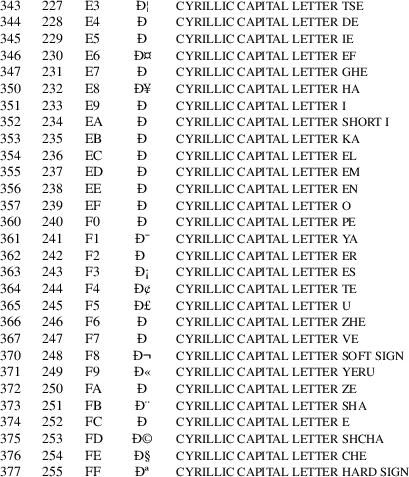 343 227 E3 Ð¦ CYRILLIC CAPITAL LETTER TSE
344 228 E4 Ð CYRILLIC CAPITAL LETTER DE
345 229 E5 Ð CYRILLIC CAPITAL LETTER IE
346 230 E6 Ð¤ CYRILLIC CAPITAL LETTER EF
347 231 E7 Ð CYRILLIC CAPITAL LETTER GHE
350 232 E8 Ð¥ CYRILLIC CAPITAL LETTER HA
351 233 E9 Ð CYRILLIC CAPITAL LETTER I
352 234 EA Ð CYRILLIC CAPITAL LETTER SHORT I
353 235 EB Ð CYRILLIC CAPITAL LETTER KA
354 236 EC Ð CYRILLIC CAPITAL LETTER EL
355 237 ED Ð CYRILLIC CAPITAL LETTER EM
356 238 EE Ð CYRILLIC CAPITAL LETTER EN
357 239 EF Ð CYRILLIC CAPITAL LETTER O
360 240 F0 Ð CYRILLIC CAPITAL LETTER PE
361 241 F1 Ð¯ CYRILLIC CAPITAL LETTER YA
362 242 F2 Ð CYRILLIC CAPITAL LETTER ER
363 243 F3 Ð¡ CYRILLIC CAPITAL LETTER ES
364 244 F4 Ð¢ CYRILLIC CAPITAL LETTER TE
365 245 F5 Ð£ CYRILLIC CAPITAL LETTER U
366 246 F6 Ð CYRILLIC CAPITAL LETTER ZHE
367 247 F7 Ð CYRILLIC CAPITAL LETTER VE
370 248 F8 Ð¬ CYRILLIC CAPITAL LETTER SOFT SIGN
371 249 F9 Ð« CYRILLIC CAPITAL LETTER YERU
372 250 FA Ð CYRILLIC CAPITAL LETTER ZE
373 251 FB Ð¨ CYRILLIC CAPITAL LETTER SHA
374 252 FC Ð CYRILLIC CAPITAL LETTER E
375 253 FD Ð© CYRILLIC CAPITAL LETTER SHCHA
376 254 FE Ð§ CYRILLIC CAPITAL LETTER CHE
377 255 FF Ðª CYRILLIC CAPITAL LETTER HARD SIGN